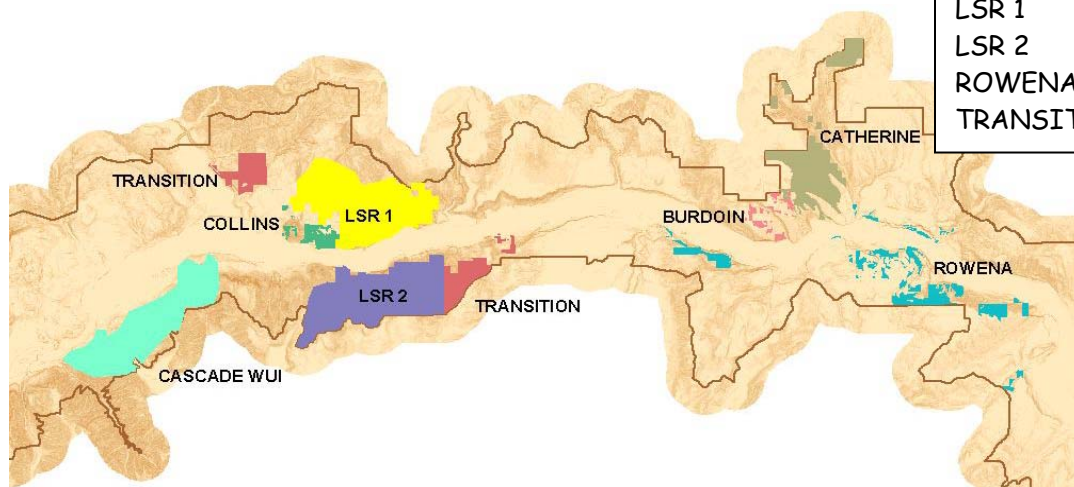 LSR 1
LSR 2
ROWENA
CATHERINE
TRANSITION
COLLINS
LSR 1
BURDOIN
ROWENA
LSR 2
TRANSITION
CASCADE WUI